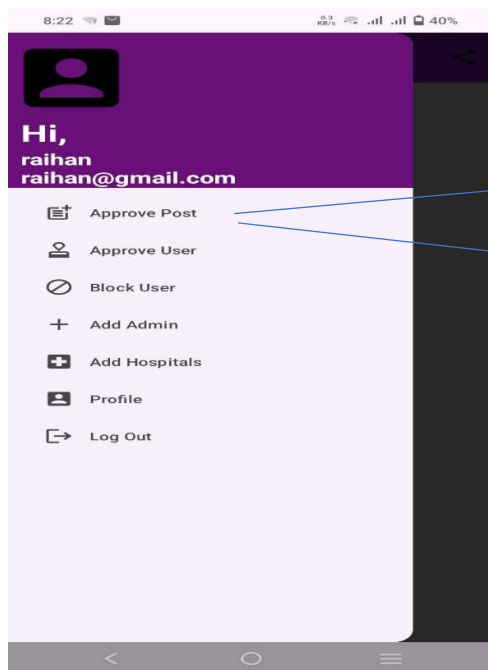 8:22
0.3 KB/s 40%
Hi,
raihan
raihan@gmail.com
Approve Post
Approve User
Block User
Add Admin
Add Hospitals
Profile
Log Out